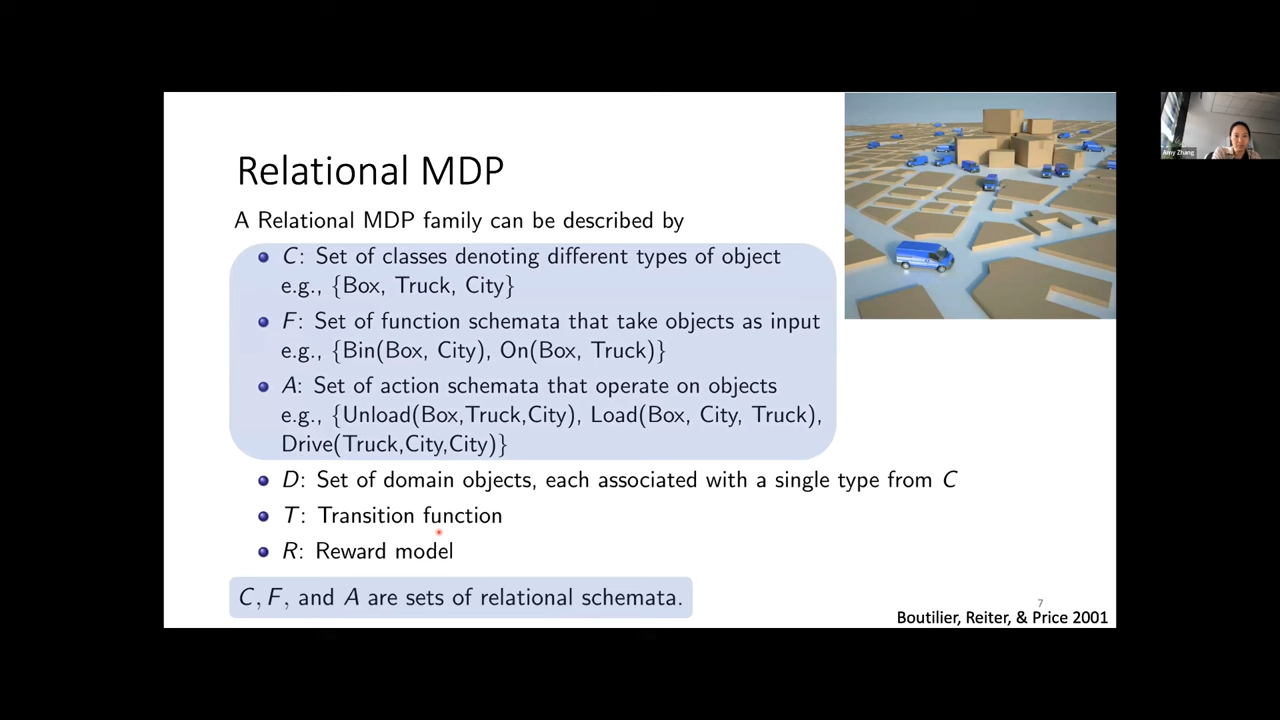 Relational MDP
A Relational MDP family can be described by
C: Set of classes denoting different types of object
e.g., {Box, Truck, City}
F: Set of function schemata that take objects as input
e.g., {Bin(Box, City), On(Box, Truck)}
A: Set of action schemata that operate on objects
e.g., {Unload(Box,Truck,City), Load(Box, City, Truck),
Drive(Truck,City,City)}
D: Set of domain objects, each associated with a single type from C
T: Transition function
R: Reward model
C, F, and A are sets of relational schemata.
7
Boutilier, Reiter, & Price 2001
Amy Zhang